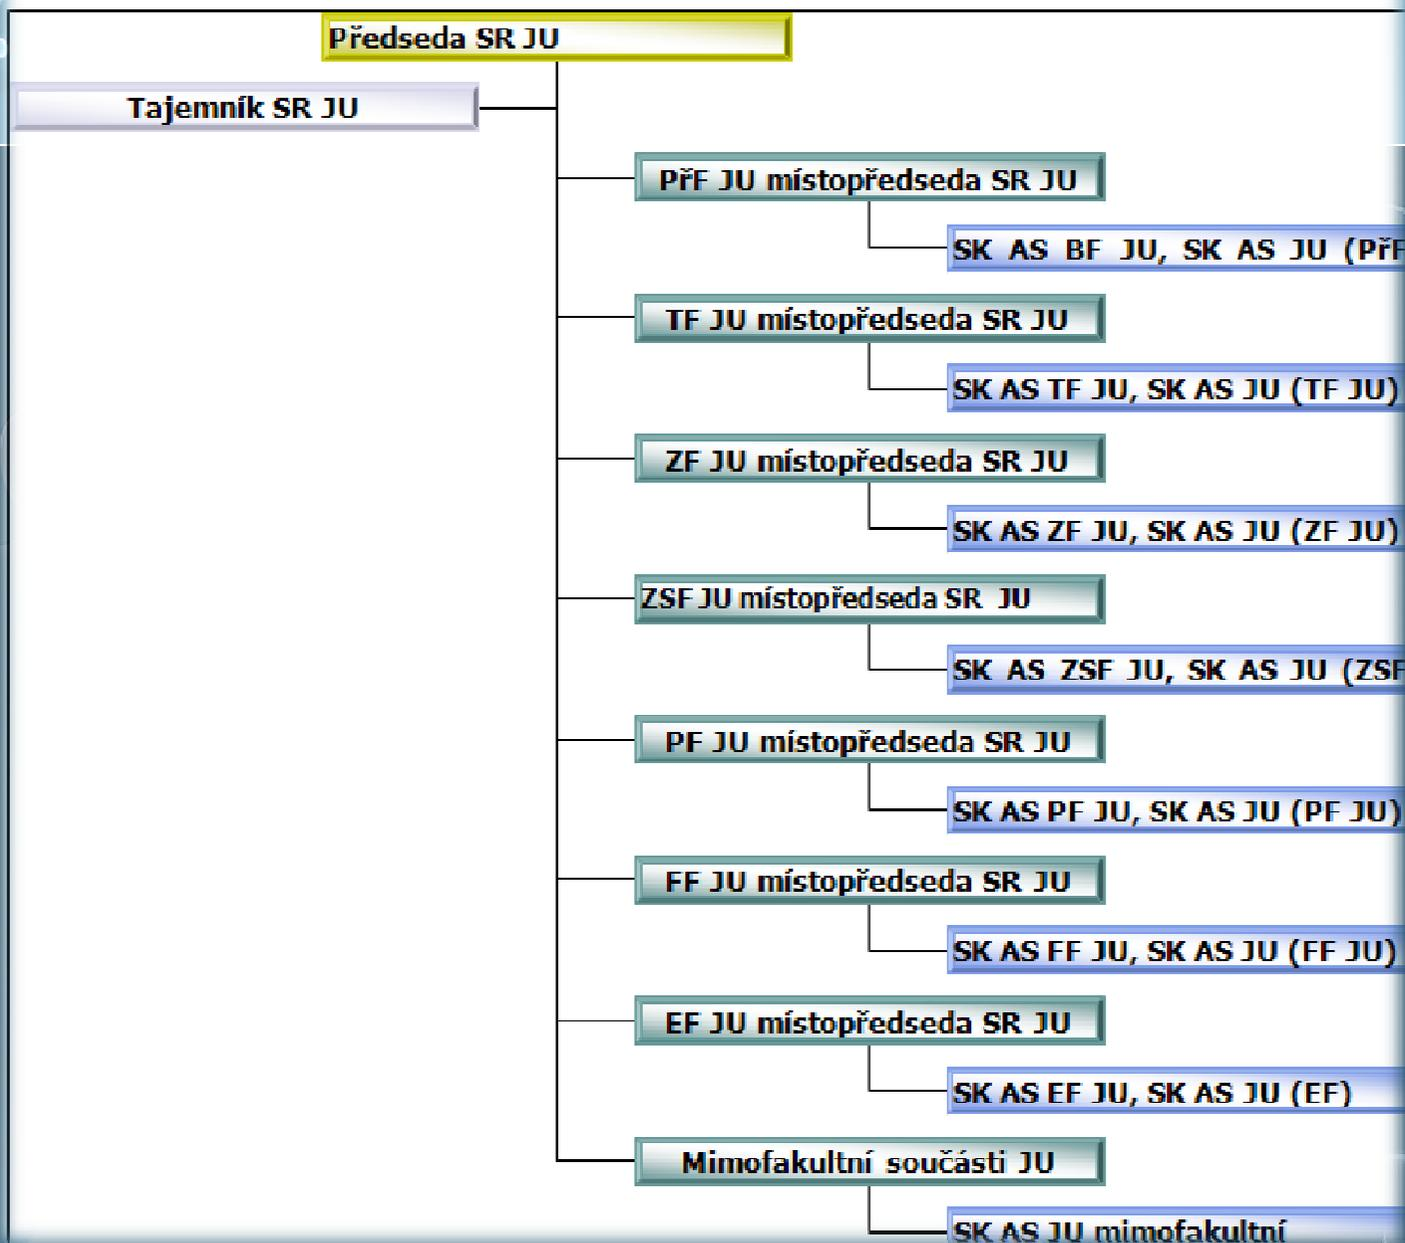 Předseda SR JU
Tajemník SR JU
PřF JU místopředseda SR JU
SK AS BF JU, SK AS JU (PřF
TF JU místopředseda SR JU
SK AS TF JU, SK AS JU (TF JU)
ZF JU místopředseda SR JU
SK AS ZF JU, SK AS JU (ZF JU)
ZSF JU místopředseda SR JU
SK AS ZSF JU, SK AS JU (ZSF
PF JU místopředseda SR JU
SK AS PF JU, SK AS JU (PF JU)
FF JU místopředseda SR JU
SK AS FF JU, SK AS JU (FF JU)
EF JU místopředseda SR JU
SK AS EF JU, SK AS JU (EF)
Mimofakultní součásti JU
SK AS JU mimofakultní